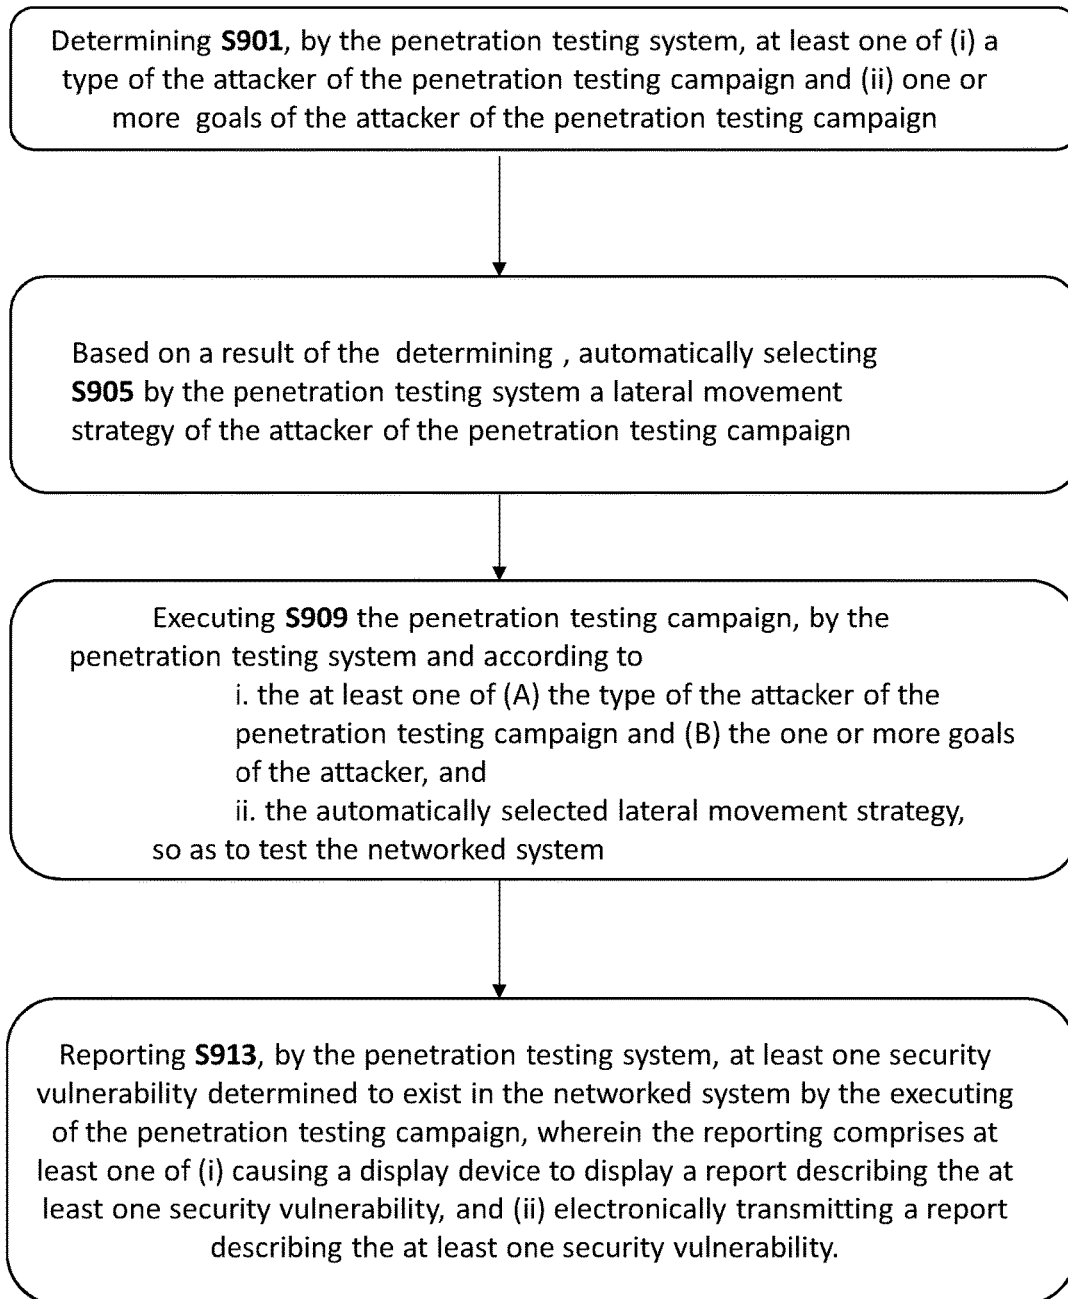 Determining S901, by the penetration testing system, at least one of (i) a
type of the attacker of the penetration testing campaign and (ii) one or
more goals of the attacker of the penetration testing campaign
Based on a result of the determining , automatically selecting
S905 by the penetration testing system a lateral movement
strategy of the attacker of the penetration testing campaign
Executing S909 the penetration testing campaign, by the
penetration testing system and according to
i. the at least one of (A) the type of the attacker of the
penetration testing campaign and (B) the one or more goals
of the attacker, and
ii. the automatically selected lateral movement strategy,
so as to test the networked system
Reporting S913, by the penetration testing system, at least one security
vulnerability determined to exist in the networked system by the executing
of the penetration testing campaign, wherein the reporting comprises at
least one of (i) causing a display device to display a report describing the at
least one security vulnerability, and (ii) electronically transmitting a report
describing the at least one security vulnerability.